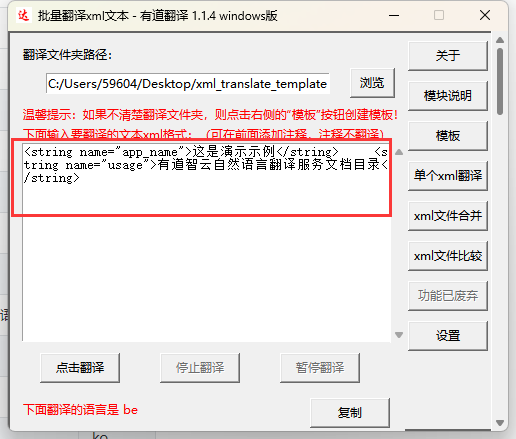 达 批量翻译xml文本 - 有道翻译 1.1.4 windows版
翻译文件夹路径：
C:/Users/59604/Desktop/xml_translate_template
浏览
温馨提示：如果不清楚翻译文件夹，则点击右侧的“模板”按钮创建模板！
下面输入要翻译的文本xml格式：（可在前面添加注释，注释不翻译）
<string name="app_name">这是演示示例</string> <s
tring name="usage">有道智云自然语言翻译服务文档目录<
/string>
关于
模块说明
模板
单个xml翻译
xml文件合并
xml文件比较
功能已废弃
设置
点击翻译
停止翻译
暂停翻译
下面翻译的语言是 be
复制
语
ko